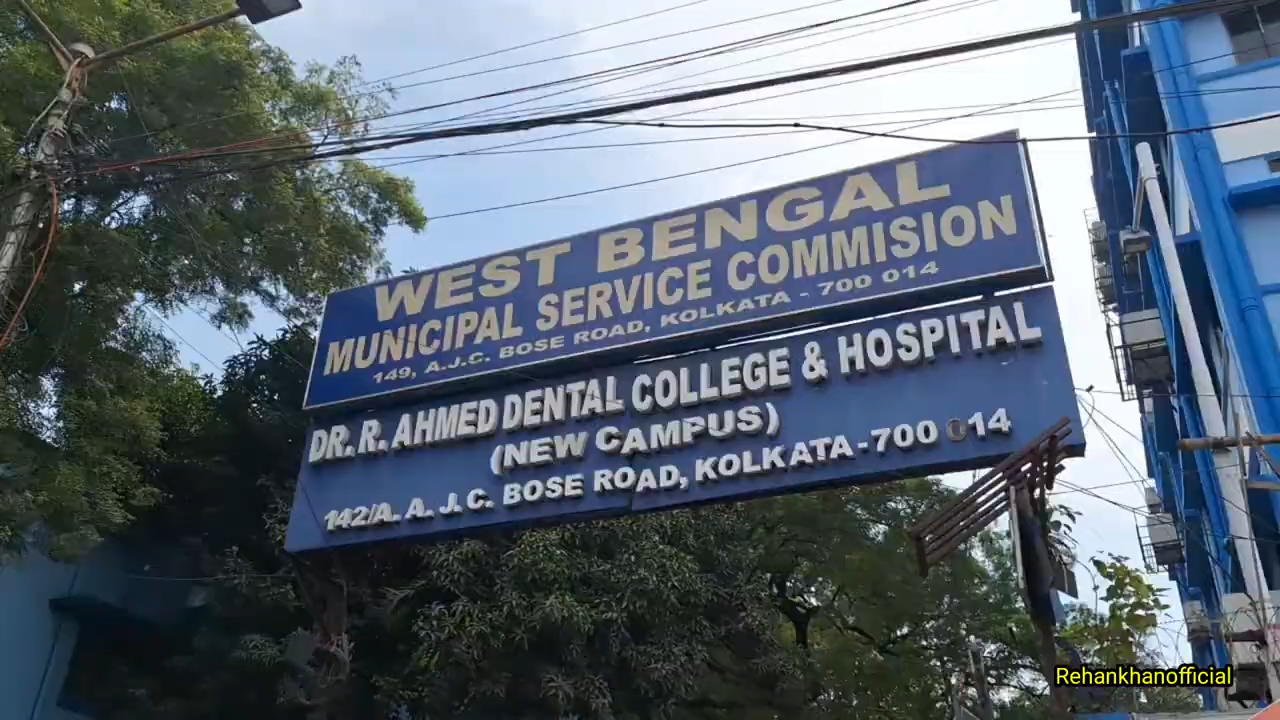 WEST BENGAL
MUNICIPAL SERVICE COMMISION
149, A.J.C. BOSE ROAD, KOLKATA - 700 014
DR. R. AHMED DENTAL COLLEGE & HOSPITAL
(NEW CAMPUS)
142/A. A. J. C. BOSE ROAD, KOLKATA-700 014
Rehankhanofficial